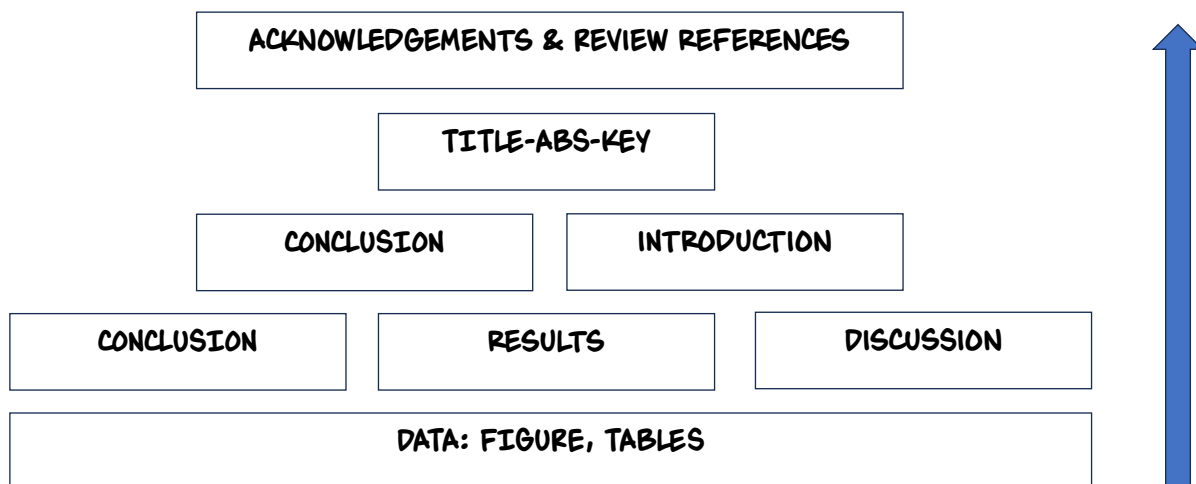 ACKNOWLEDGEMENTS & REVIEW REFERENCES
TITLE-ABS-KEY
CONCLUSION
INTRODUCTION
CONCLUSION
RESULTS
DISCUSSION
DATA: FIGURE, TABLES